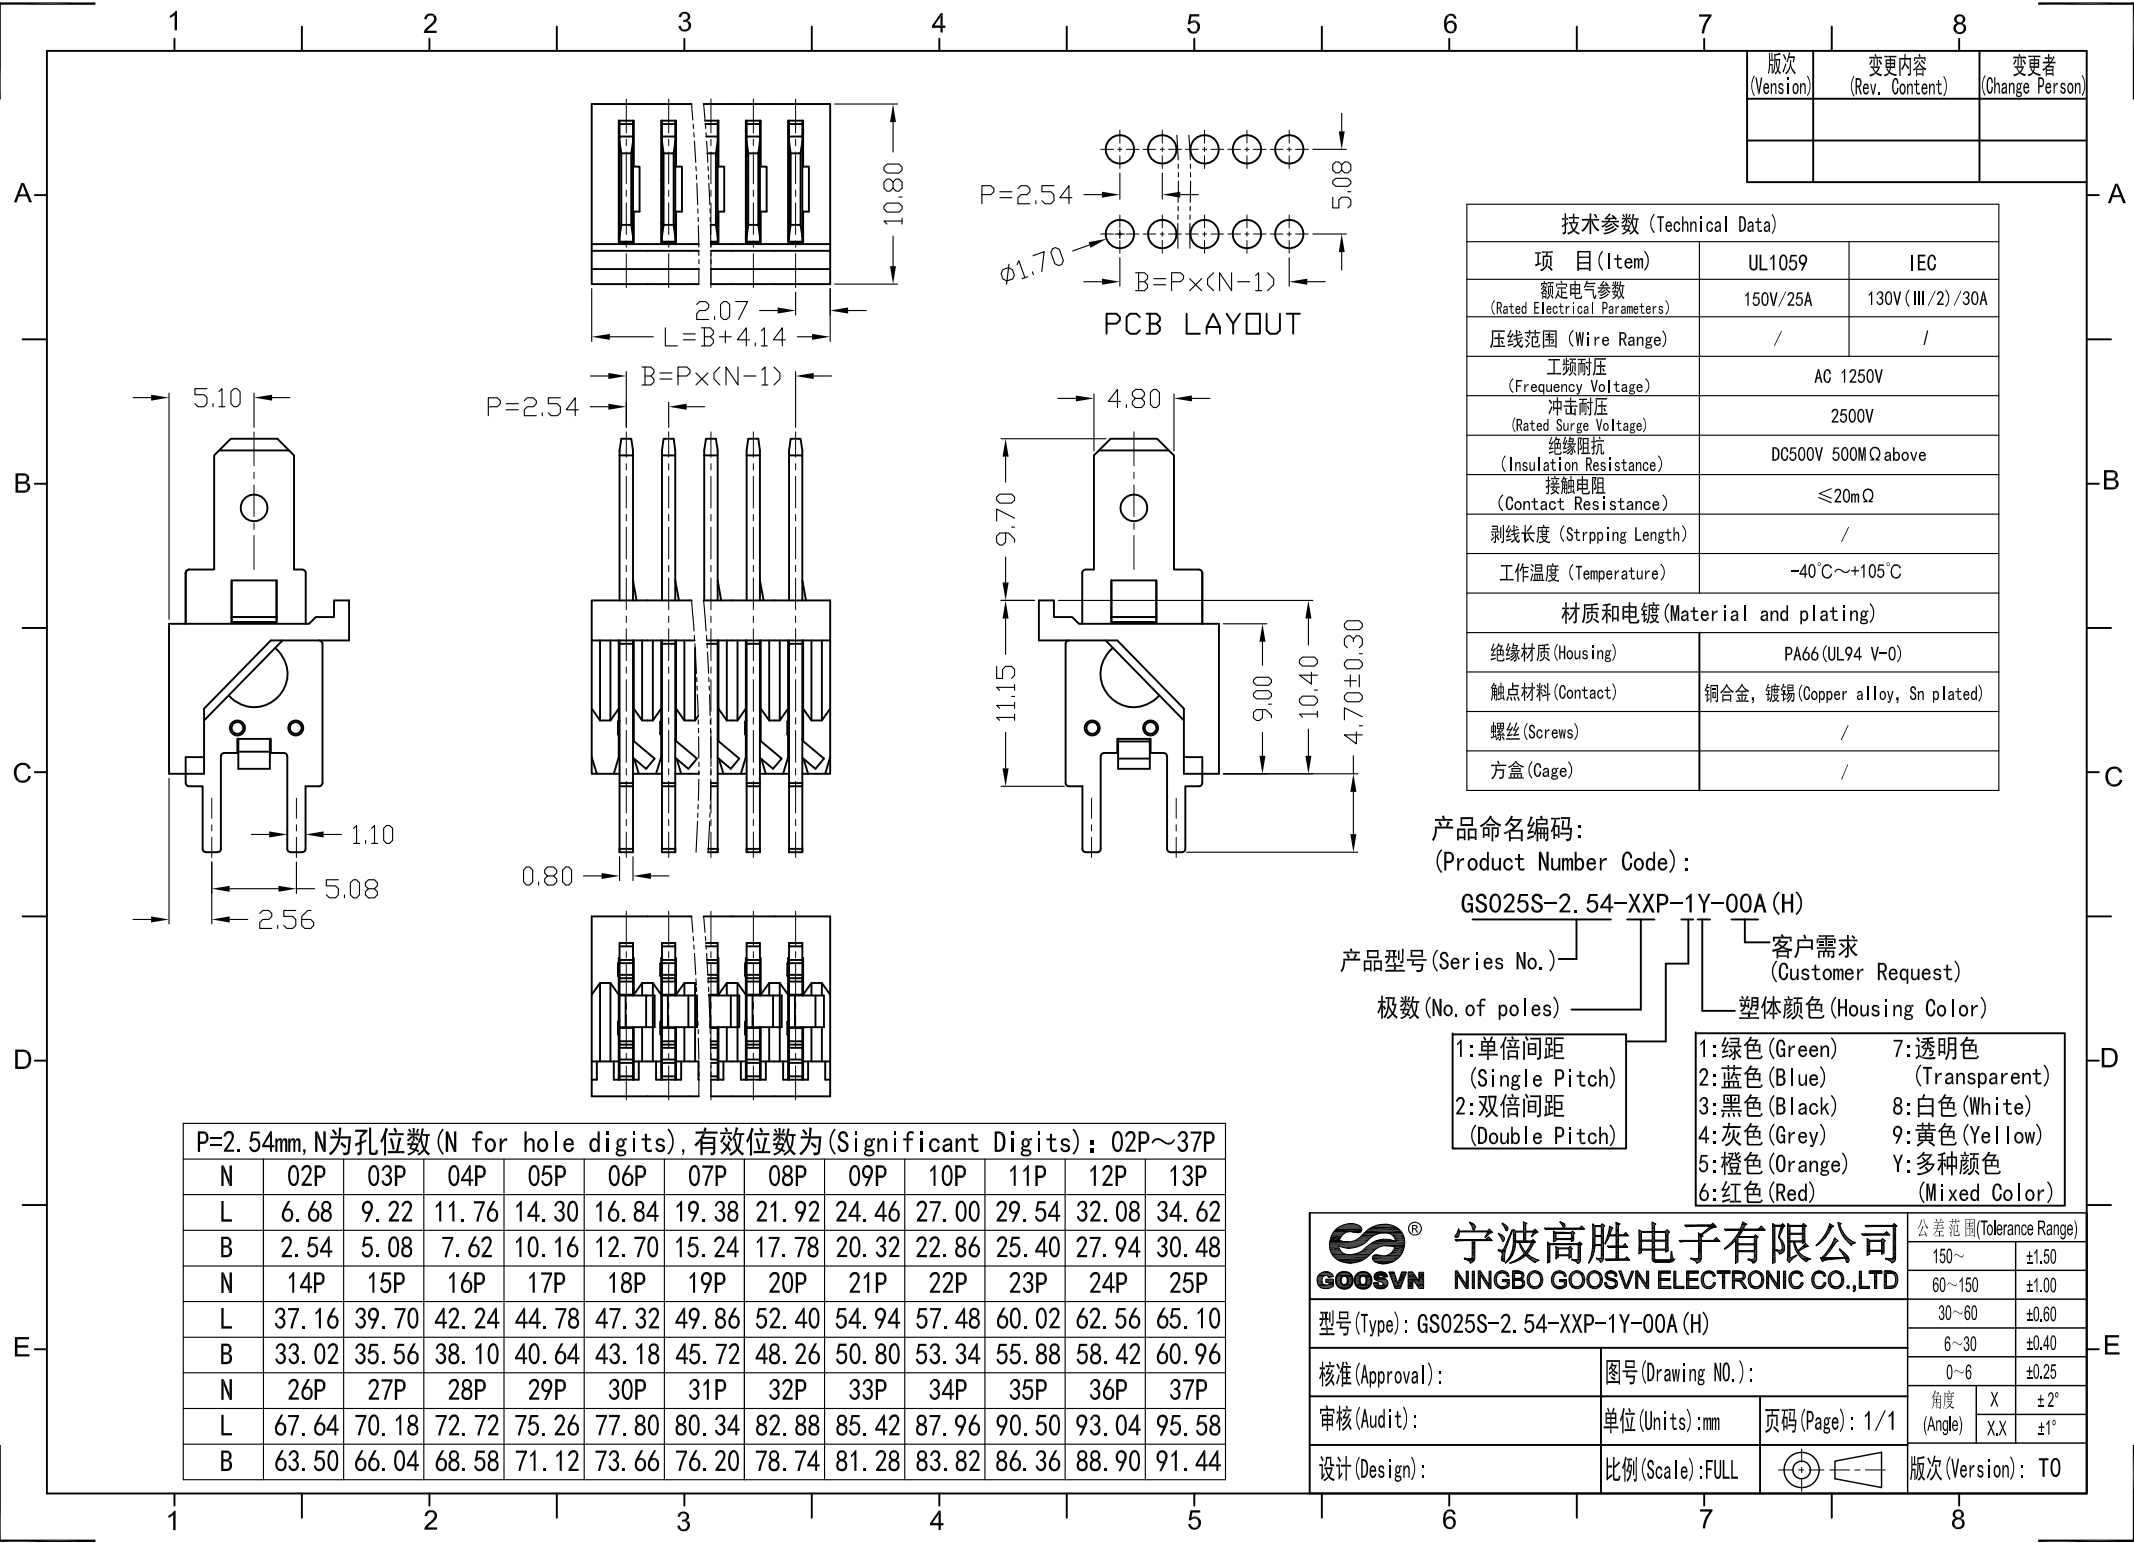 1 2 3 4 5 6 7 8
版次 变更内容 变更者
(Vension) (Rev. Content) (Change Person)
A A
B B
C C
D D
E E
10.80
2.07
L=B+4.14
B=P×(N-1)
P=2.54
P=2.54
5.08
Ø1.70
B=P×(N-1)
PCB LAYOUT
5.10
1.10
5.08
2.56
0.80
4.80
9.70
11.15
9.00
10.40
4.70±0.30
技术参数 (Technical Data)
项 目(Item) UL1059 IEC
额定电气参数
(Rated Electrical Parameters) 150V/25A 130V(Ⅲ/2)/30A
压线范围 (Wire Range) / /
工频耐压
(Frequency Voltage) AC 1250V
冲击耐压
(Rated Surge Voltage) 2500V
绝缘阻抗
(Insulation Resistance) DC500V 500MΩabove
接触电阻
(Contact Resistance) ≤20mΩ
剥线长度 (Strpping Length) /
工作温度 (Temperature) -40℃～+105℃
材质和电镀(Material and plating)
绝缘材质(Housing) PA66(UL94 V-0)
触点材料(Contact) 铜合金, 镀锡(Copper alloy, Sn plated)
螺丝(Screws) /
方盒(Cage) /
产品命名编码:
(Product Number Code):
GS025S-2.54-XXP-1Y-00A(H)
产品型号(Series No.)
客户需求
(Customer Request)
极数(No.of poles)
塑体颜色(Housing Color)
1:单倍间距
(Single Pitch)
2:双倍间距
(Double Pitch)
1:绿色(Green) 7:透明色
2:蓝色(Blue) (Transparent)
3:黑色(Black) 8:白色(White)
4:灰色(Grey) 9:黄色(Yellow)
5:橙色(Orange) Y:多种颜色
6:红色(Red) (Mixed Color)
P=2.54mm, N为孔位数(N for hole digits), 有效位数为(Significant Digits): 02P～37P
N 02P 03P 04P 05P 06P 07P 08P 09P 10P 11P 12P 13P
L 6.68 9.22 11.76 14.30 16.84 19.38 21.92 24.46 27.00 29.54 32.08 34.62
B 2.54 5.08 7.62 10.16 12.70 15.24 17.78 20.32 22.86 25.40 27.94 30.48
N 14P 15P 16P 17P 18P 19P 20P 21P 22P 23P 24P 25P
L 37.16 39.70 42.24 44.78 47.32 49.86 52.40 54.94 57.48 60.02 62.56 65.10
B 33.02 35.56 38.10 40.64 43.18 45.72 48.26 50.80 53.34 55.88 58.42 60.96
N 26P 27P 28P 29P 30P 31P 32P 33P 34P 35P 36P 37P
L 67.64 70.18 72.72 75.26 77.80 80.34 82.88 85.42 87.96 90.50 93.04 95.58
B 63.50 66.04 68.58 71.12 73.66 76.20 78.74 81.28 83.82 86.36 88.90 91.44
® 宁波高胜电子有限公司
GOOSVN NINGBO GOOSVN ELECTRONIC CO.,LTD
型号(Type): GS025S-2.54-XXP-1Y-00A(H)
核准(Approval): 图号(Drawing NO.):
审核(Audit): 单位(Units):mm 页码(Page): 1/1
设计(Design): 比例(Scale):FULL 版次(Version): T0
公差范围(Tolerance Range)
150～ ±1.50
60～150 ±1.00
30～60 ±0.60
6～30 ±0.40
0～6 ±0.25
角度 X ±2°
(Angle) X.X ±1°
1 2 3 4 5 6 7 8